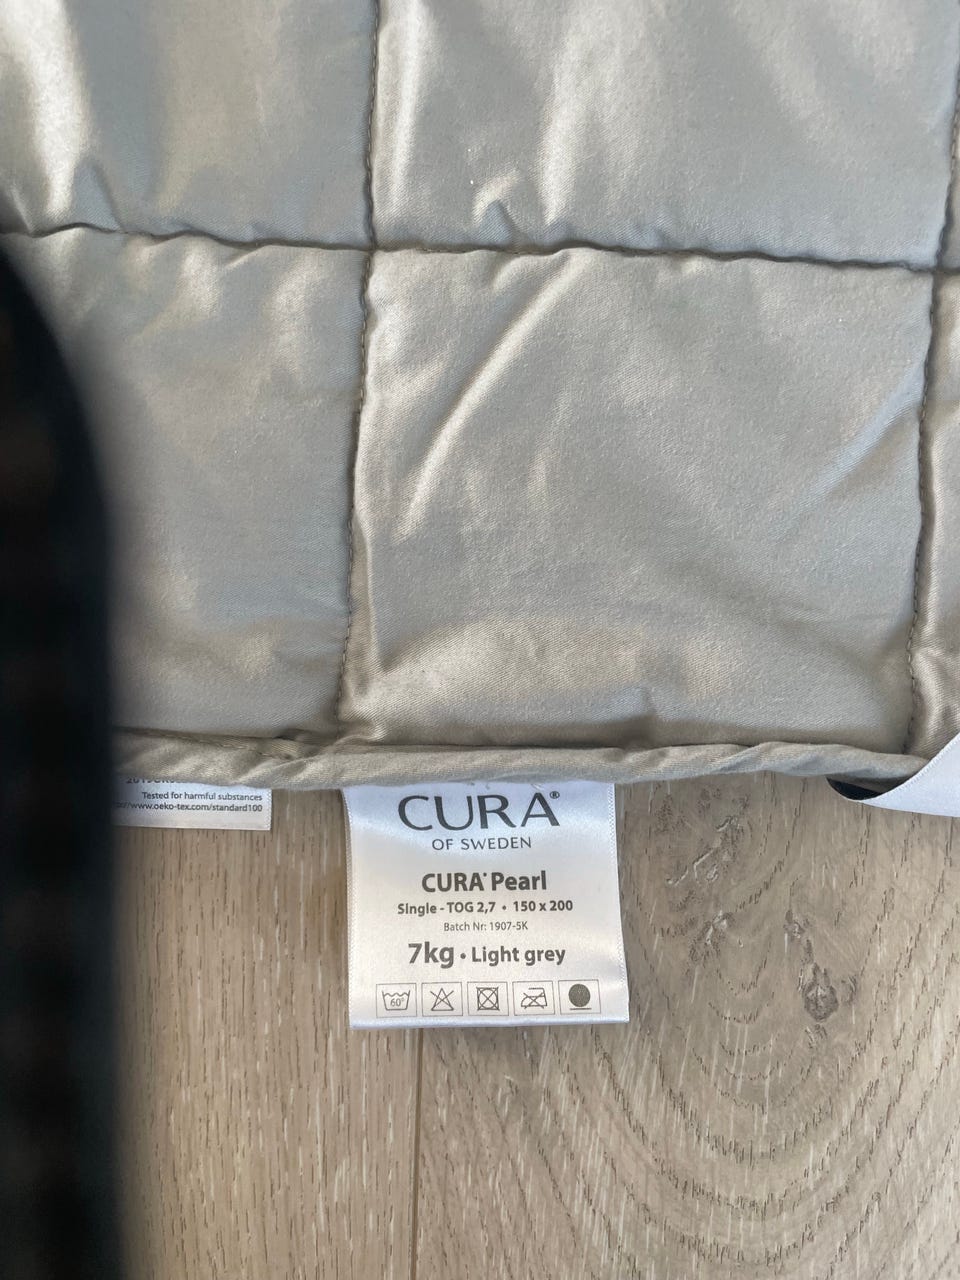 Tested for harmful substances
www.oeko-tex.com/standard100
CURA®
OF SWEDEN
CURA® Pearl
Single - TOG 2,7 • 150 x 200
Batch Nr: 1907-5K
7kg • Light grey
60°